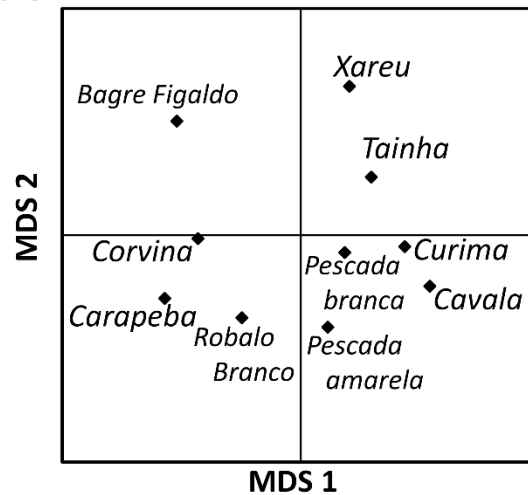 Xareu
Bagre Figaldo
Tainha
MDS 2
Corvina
Curima
Pescada
branca
Cavala
Carapeba
Robalo
Branco
Pescada
amarela
MDS 1